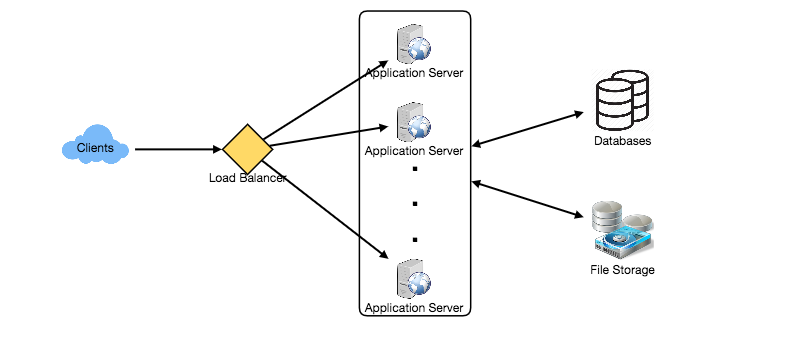 Application Server
Application Server
Databases
Clients
Load Balancer
File Storage
Application Server